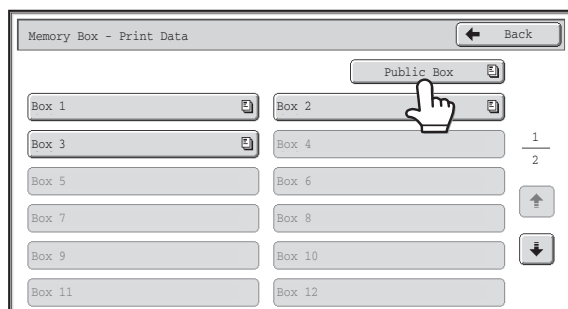 Memory Box - Print Data
Back
Public Box
Box 1
Box 2
Box 3
Box 4
1
2
Box 5
Box 6
Box 7
Box 8
Box 9
Box 10
Box 11
Box 12